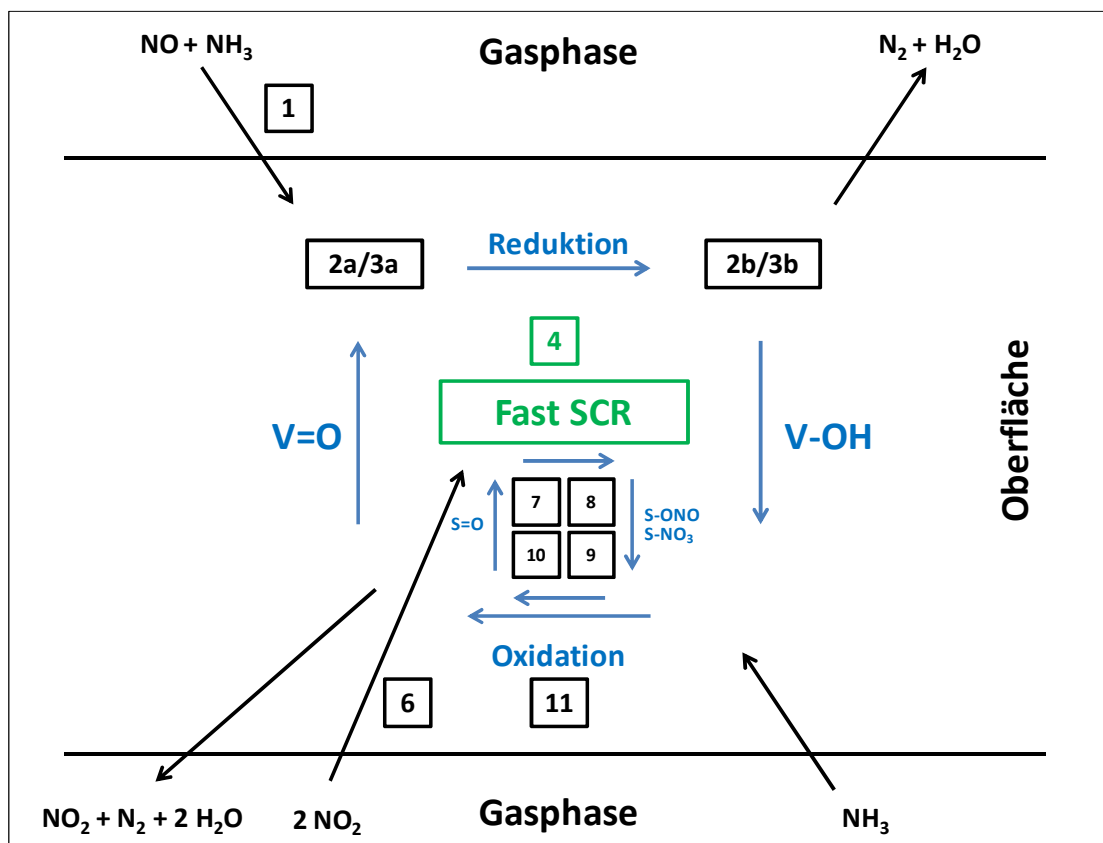 NO + NH₃
Gasphase
N₂ + H₂O
1
2a/3a
Reduktion
2b/3b
4
Fast SCR
V=O
V-OH
Oberfläche
7
8
S=O
S-ONO
S-NO₃
10
9
Oxidation
6
11
NO₂ + N₂ + 2 H₂O
2 NO₂
Gasphase
NH₃